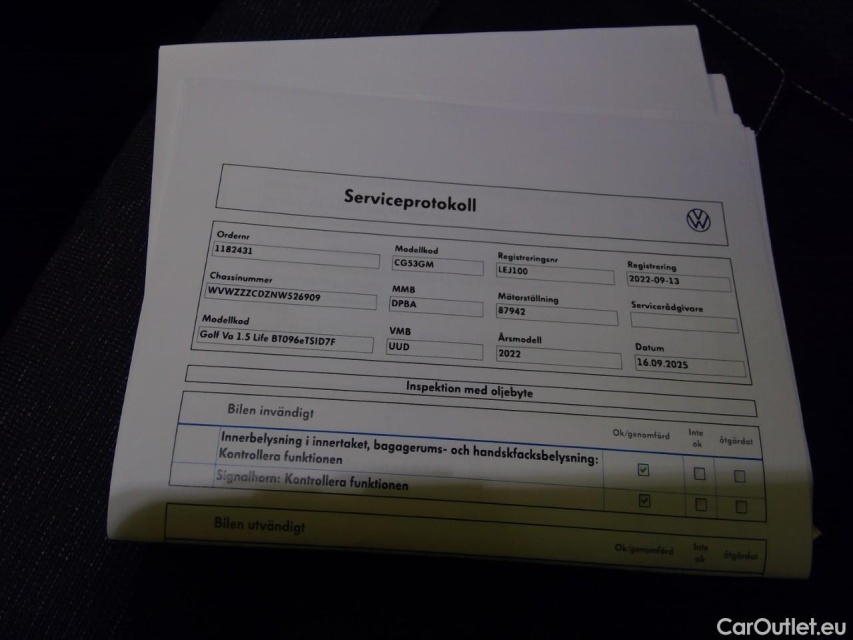 Serviceprotokoll
Ordernr
1182431
Modellkod
CG53GM
Registreringsnr
LEJ100
Registrering
2022-09-13
Chassinummer
WVWZZZCDZNW526909
MMB
DPBA
Mätarställning
87942
Servicerådgivare
Modellkod
Golf Va 1.5 Life BT096eTSID7F
VMB
UUD
Årsmodell
2022
Datum
16.09.2025
Inspektion med oljebyte
Bilen invändigt
Ok/genomförd
Inte ok
åtgärdat
Innerbelysning i innertaket, bagagerums- och handskfacksbelysning:
Kontrollera funktionen
Signalhorn: Kontrollera funktionen
Bilen utvändigt
Ok/genomförd
Inte ok
åtgärdat
CarOutlet.eu